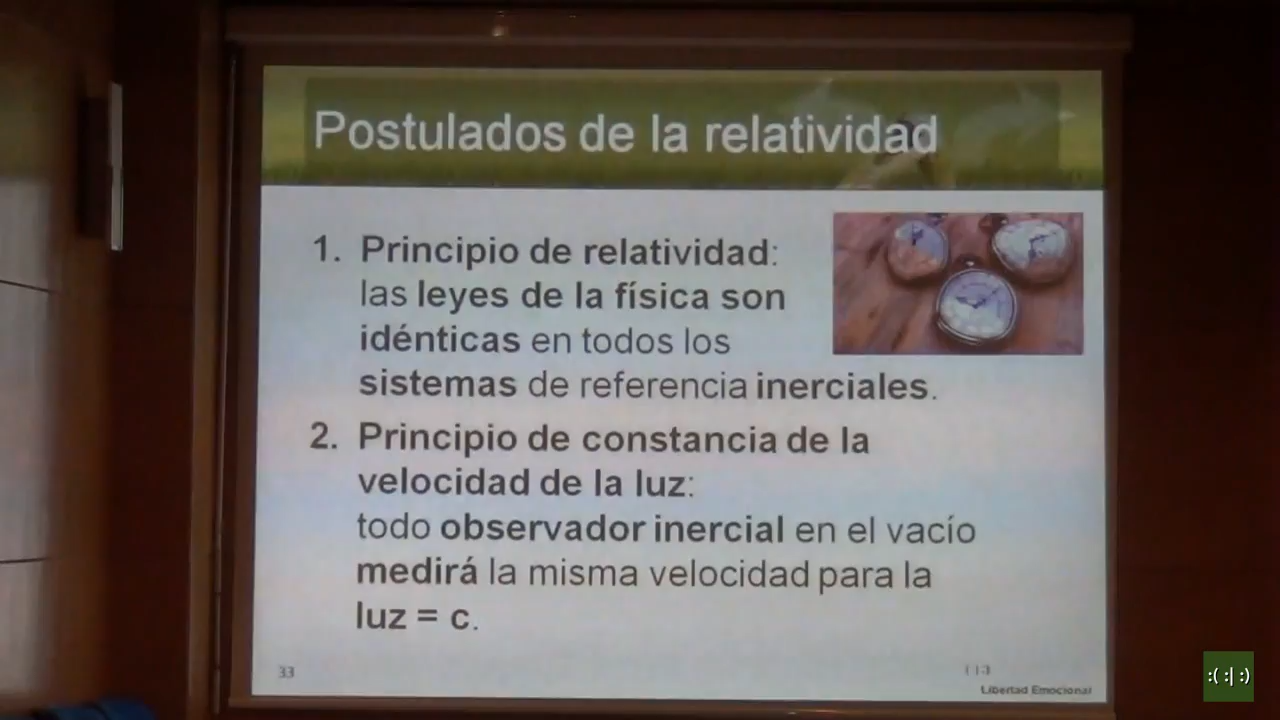 Postulados de la relatividad
1. Principio de relatividad:
las leyes de la física son
idénticas en todos los
sistemas de referencia inerciales.
2. Principio de constancia de la
velocidad de la luz:
todo observador inercial en el vacío
medirá la misma velocidad para la
luz = c.
33
Libertad Emocional
:( :| :)